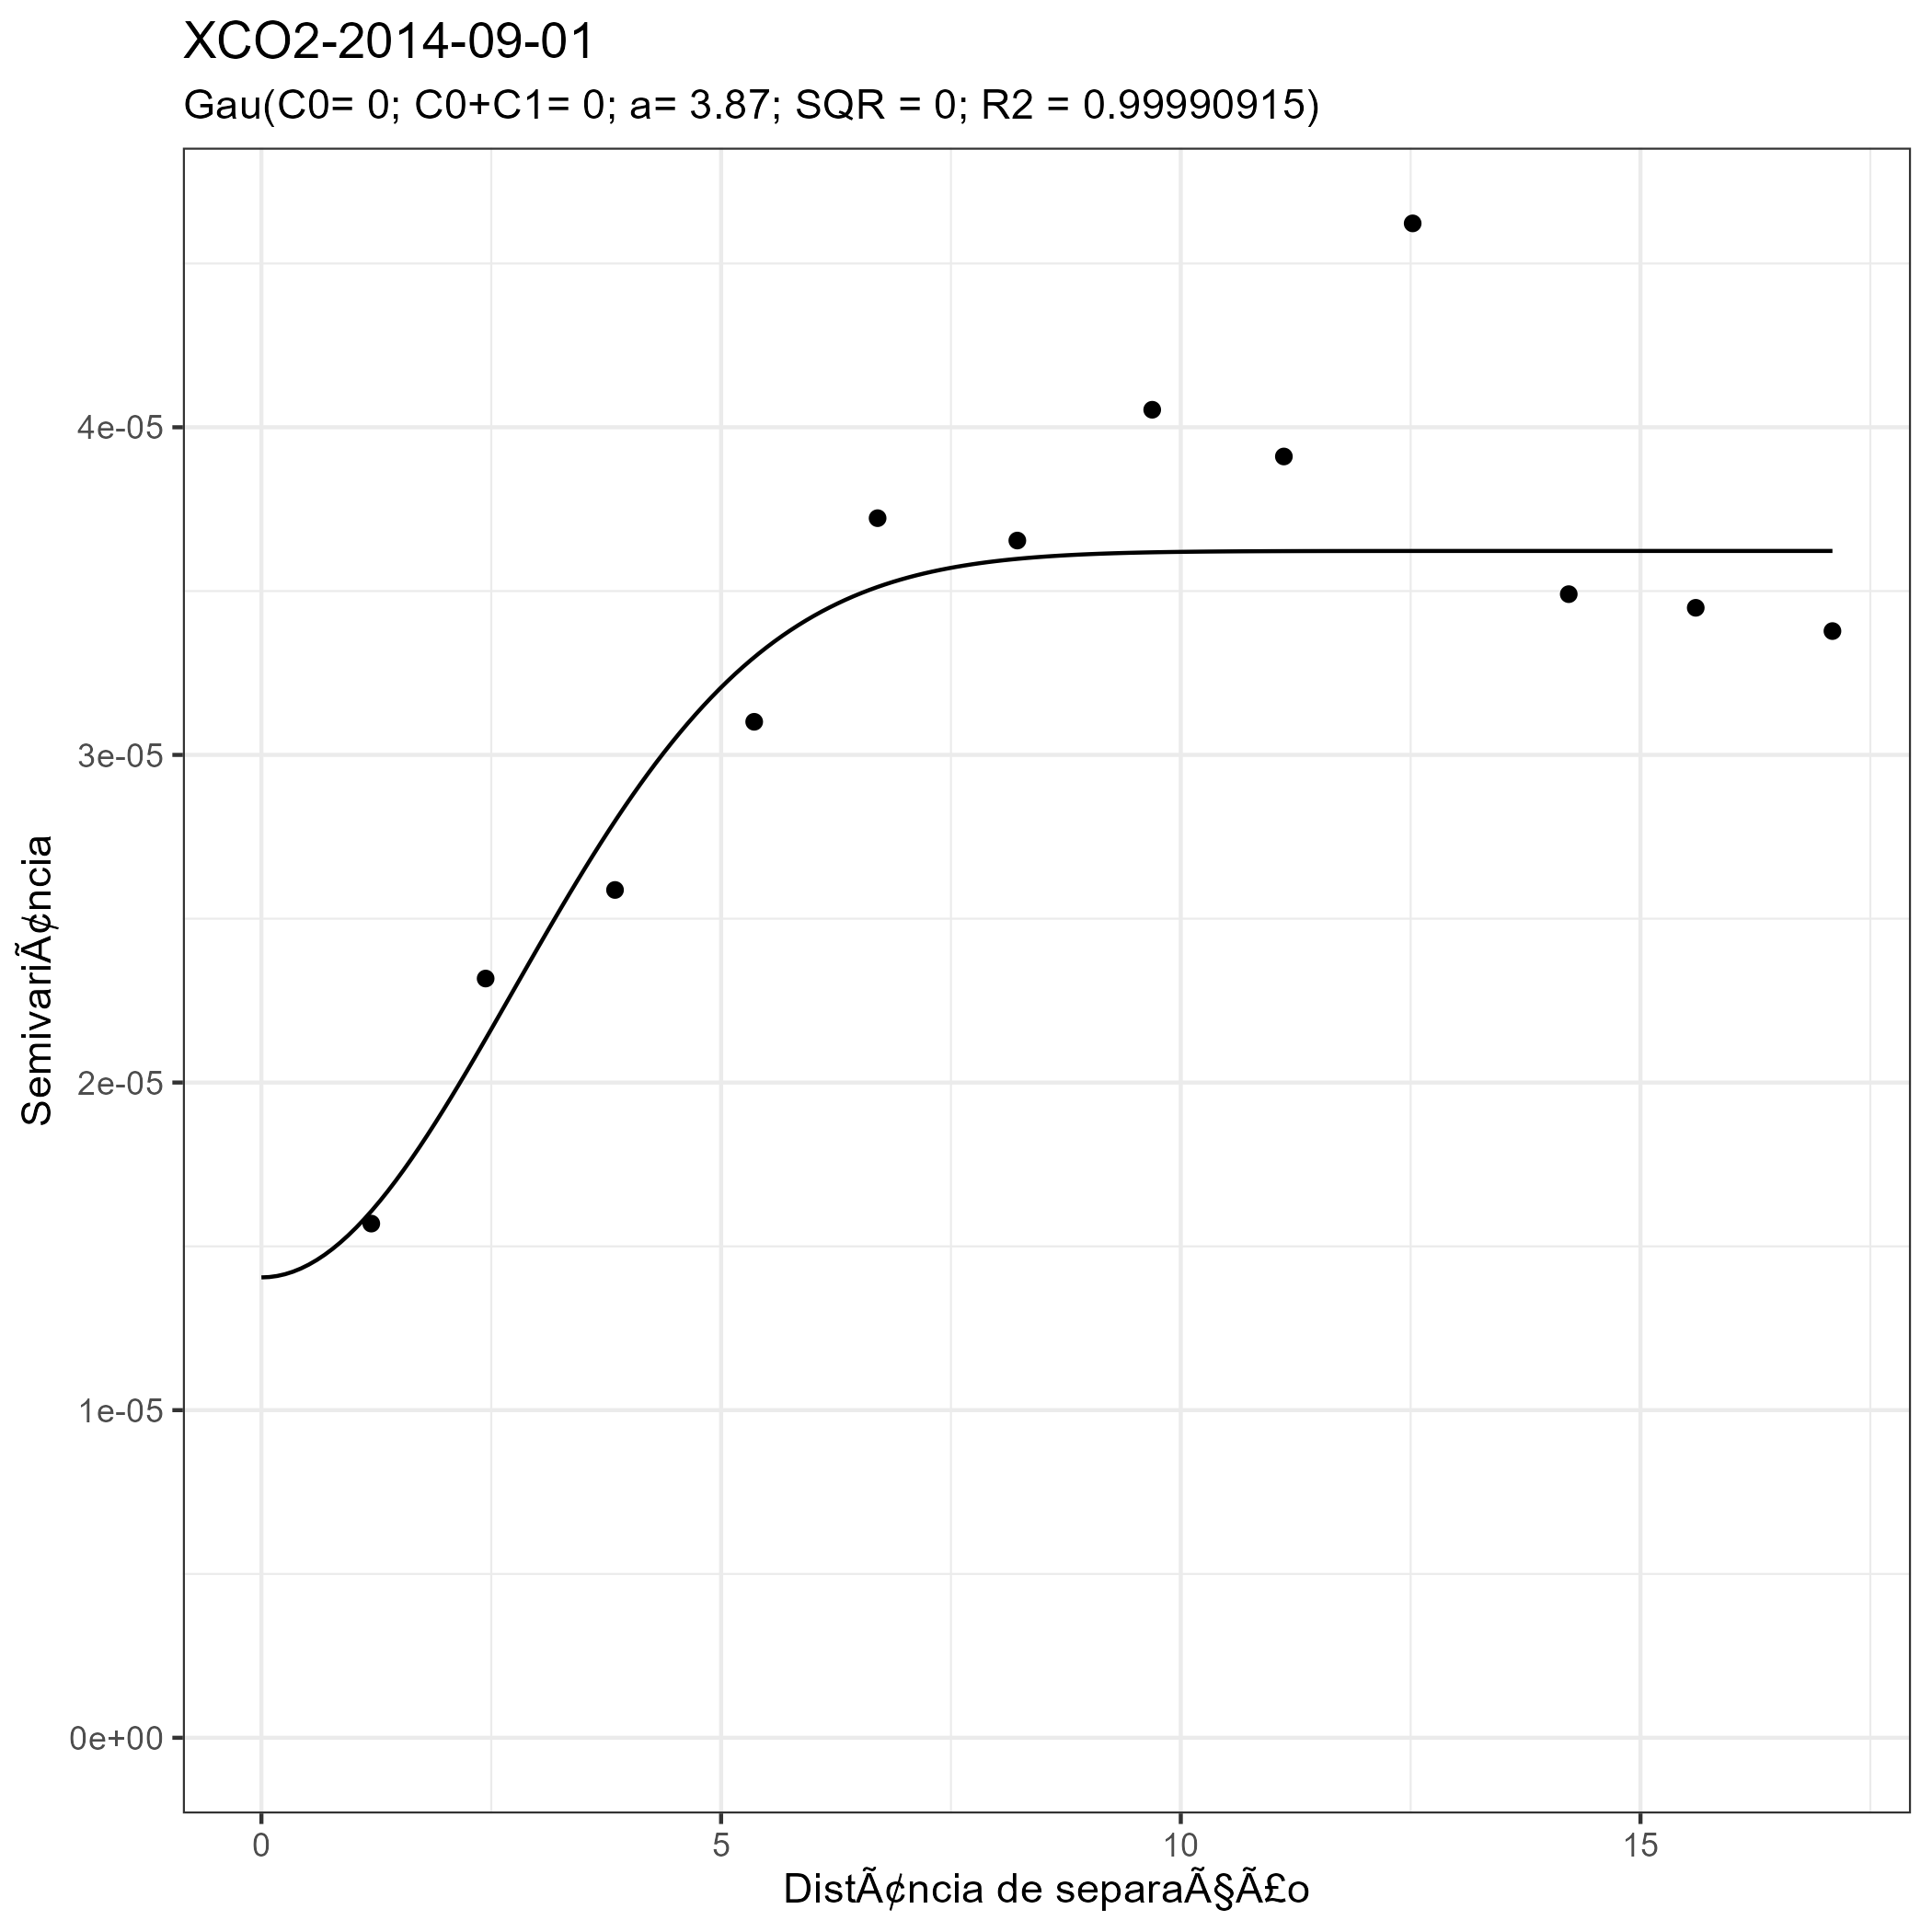 XCO2-2014-09-01
Gau(C0= 0; C0+C1= 0; a= 3.87; SQR = 0; R2 = 0.99990915)
4e-05
3e-05
2e-05
1e-05
0e+00
SemivariÃ¢ncia
0 5 10 15
DistÃ¢ncia de separaÃ§Ã£o